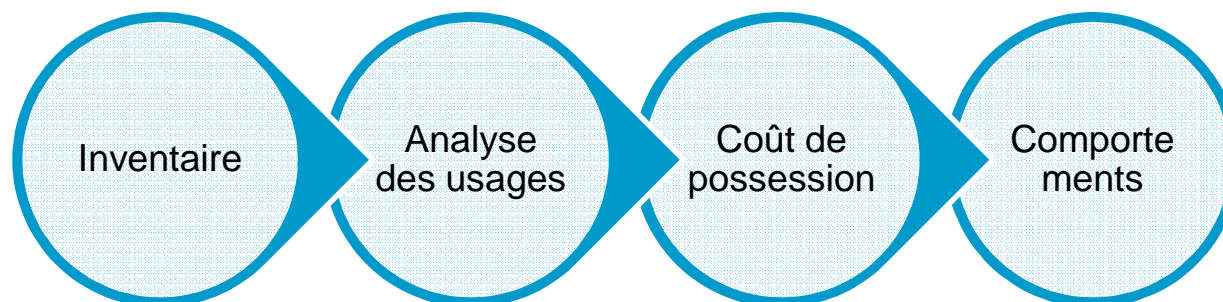 Inventaire
Analyse
des usages
Coût de
possession
Comporte
ments